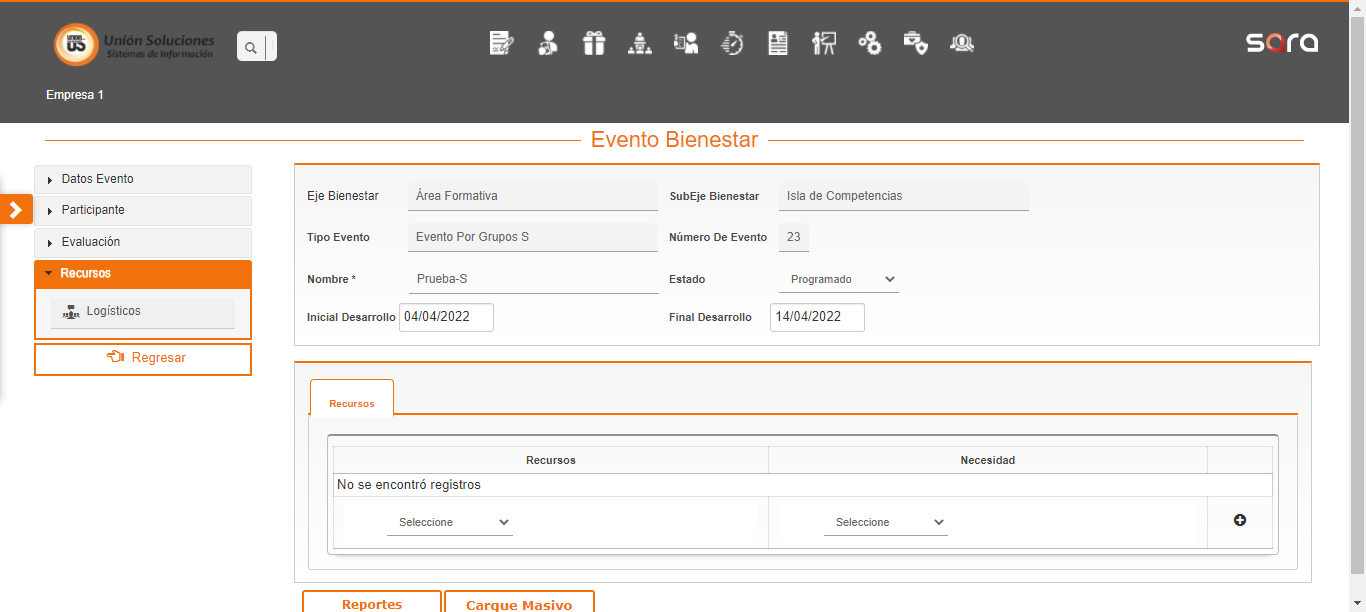 union
US
Unión Soluciones
Sistemas de Información
sara
Empresa 1
Evento Bienestar
Datos Evento
Participante
Evaluación
Recursos
Logísticos
Regresar
Eje Bienestar Área Formativa SubEje Bienestar Isla de Competencias
Tipo Evento Evento Por Grupos S Número De Evento 23
Nombre * Prueba-S Estado Programado
Inicial Desarrollo 04/04/2022 Final Desarrollo 14/04/2022
Recursos
Recursos Necesidad
No se encontró registros
Seleccione Seleccione
Reportes Cargue Masivo